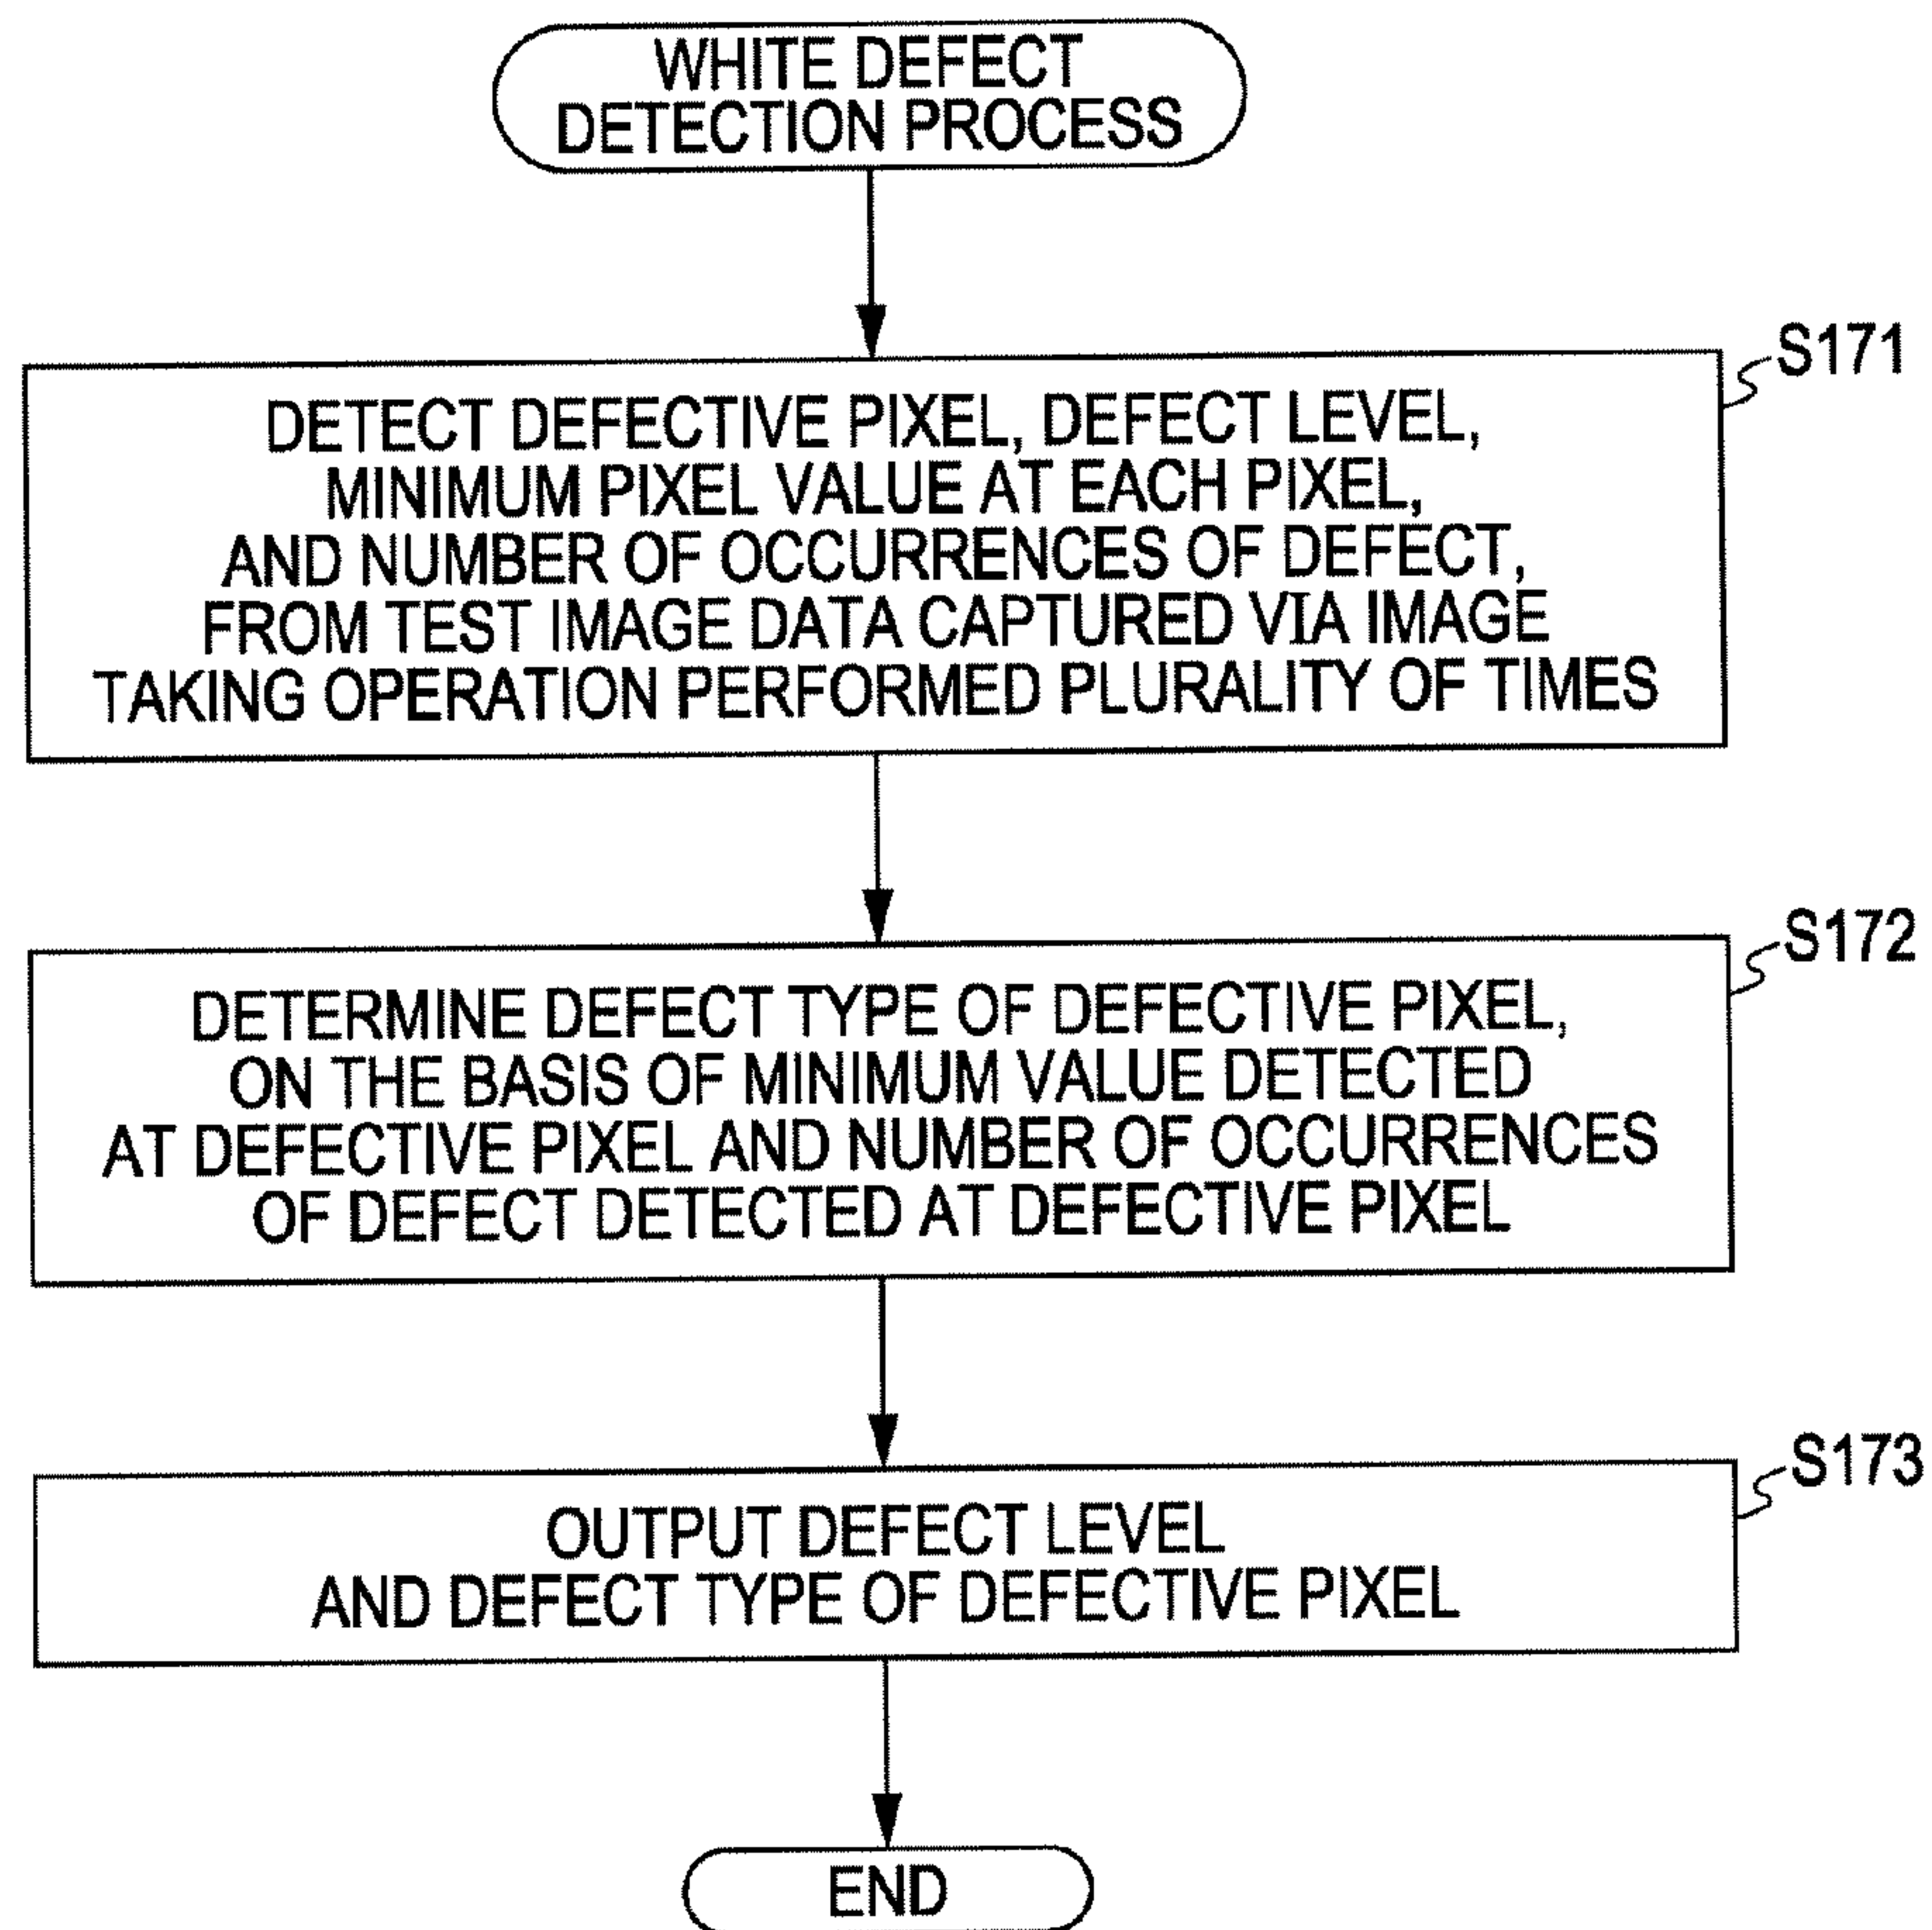 WHITE DEFECT
DETECTION PROCESS
S171
DETECT DEFECTIVE PIXEL, DEFECT LEVEL,
MINIMUM PIXEL VALUE AT EACH PIXEL,
AND NUMBER OF OCCURRENCES OF DEFECT,
FROM TEST IMAGE DATA CAPTURED VIA IMAGE
TAKING OPERATION PERFORMED PLURALITY OF TIMES
S172
DETERMINE DEFECT TYPE OF DEFECTIVE PIXEL,
ON THE BASIS OF MINIMUM VALUE DETECTED
AT DEFECTIVE PIXEL AND NUMBER OF OCCURRENCES
OF DEFECT DETECTED AT DEFECTIVE PIXEL
S173
OUTPUT DEFECT LEVEL
AND DEFECT TYPE OF DEFECTIVE PIXEL
END